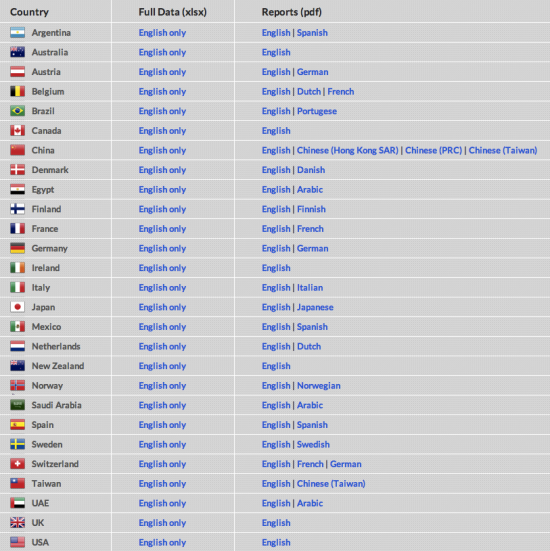 Country Full Data (xlsx) Reports (pdf)
Argentina English only English | Spanish
Australia English only English
Austria English only English | German
Belgium English only English | Dutch | French
Brazil English only English | Portugese
Canada English only English
China English only English | Chinese (Hong Kong SAR) | Chinese (PRC) | Chinese (Taiwan)
Denmark English only English | Danish
Egypt English only English | Arabic
Finland English only English | Finnish
France English only English | French
Germany English only English | German
Ireland English only English
Italy English only English | Italian
Japan English only English | Japanese
Mexico English only English | Spanish
Netherlands English only English | Dutch
New Zealand English only English
Norway English only English | Norwegian
Saudi Arabia English only English | Arabic
Spain English only English | Spanish
Sweden English only English | Swedish
Switzerland English only English | French | German
Taiwan English only English | Chinese (Taiwan)
UAE English only English | Arabic
UK English only English
USA English only English